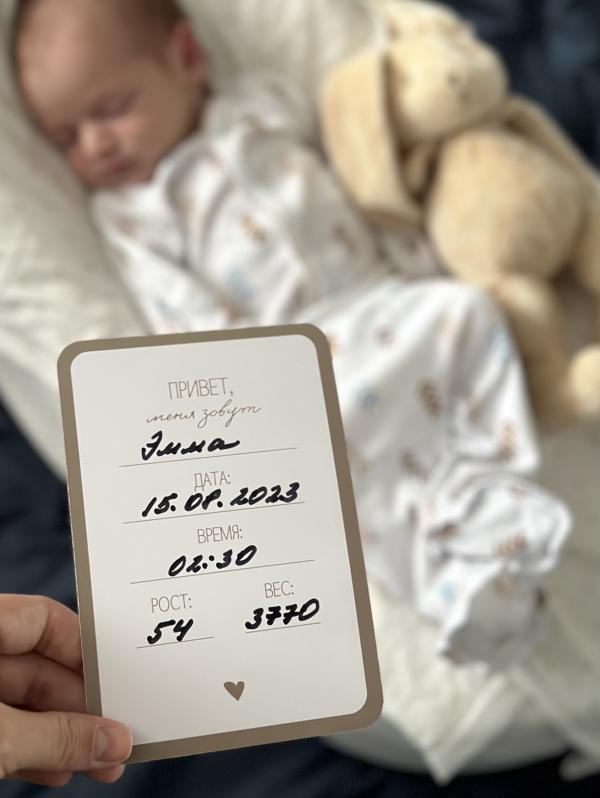 ПРИВЕТ,
меня зовут
Эмма
ДАТА:
15.08.2023
ВРЕМЯ:
02:30
РОСТ: ВЕС:
54 3770